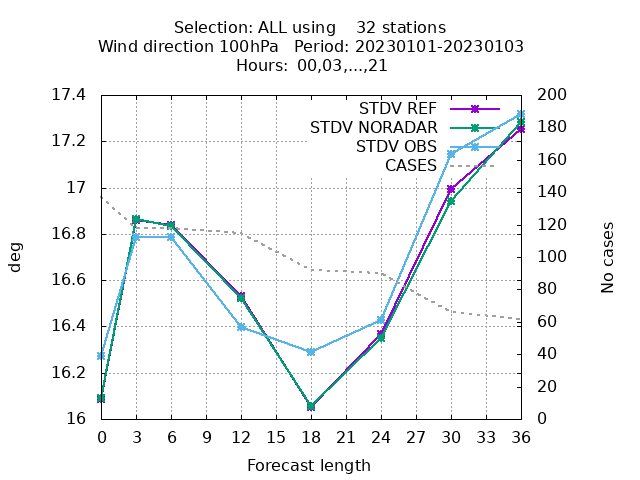 Selection: ALL using    32 stations
Wind direction 100hPa   Period: 20230101-20230103
Hours: 00,03,...,21
STDV REF
STDV NORADAR
STDV OBS
CASES
17.4
17.2
17
16.8
16.6
16.4
16.2
16
200
180
160
140
120
100
80
60
40
20
0
deg
No cases
0 3 6 9 12 15 18 21 24 27 30 33 36
Forecast length